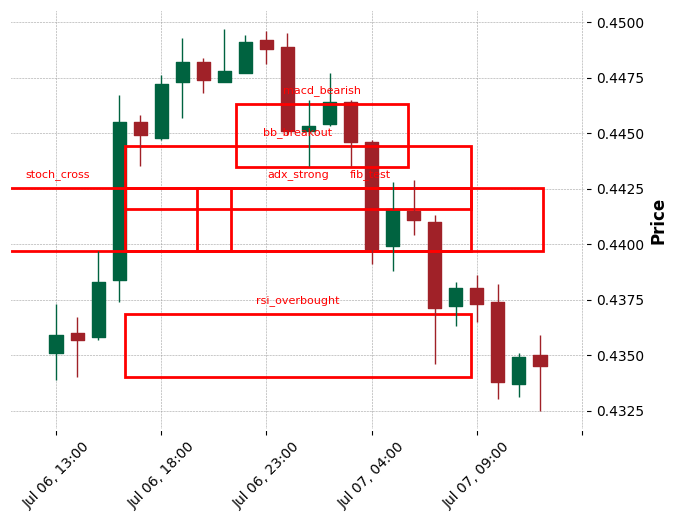 0.4500
macd_bearish
0.4475
bb_breakout
0.4450
stoch_cross
adx_strong
0.4425
0.4400
Price
0.4375
rsi_overbought
0.4350
0.4325
Jul 06, 13:00
Jul 06, 18:00
Jul 06, 23:00
Jul 07, 04:00
Jul 07, 09:00